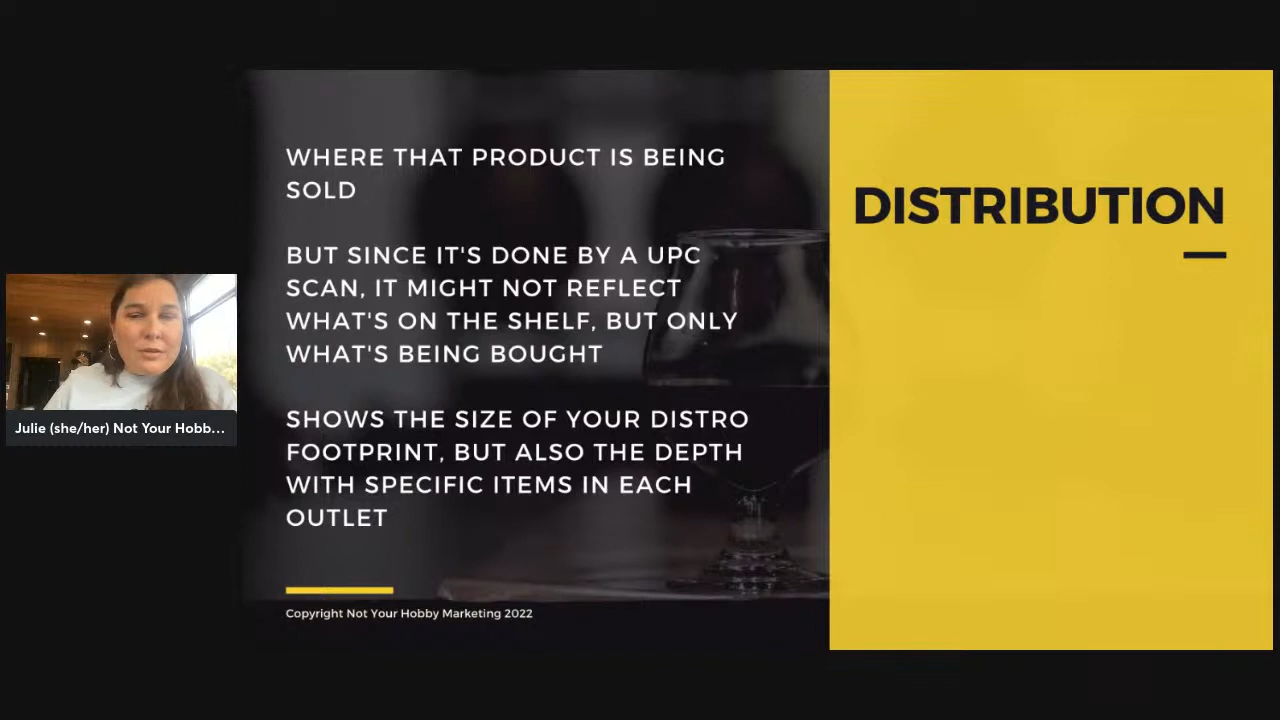 WHERE THAT PRODUCT IS BEING
SOLD
BUT SINCE IT'S DONE BY A UPC
SCAN, IT MIGHT NOT REFLECT
WHAT'S ON THE SHELF, BUT ONLY
WHAT'S BEING BOUGHT
SHOWS THE SIZE OF YOUR DISTRO
FOOTPRINT, BUT ALSO THE DEPTH
WITH SPECIFIC ITEMS IN EACH
OUTLET
Copyright Not Your Hobby Marketing 2022
DISTRIBUTION
Julie (she/her) Not Your Hobb...